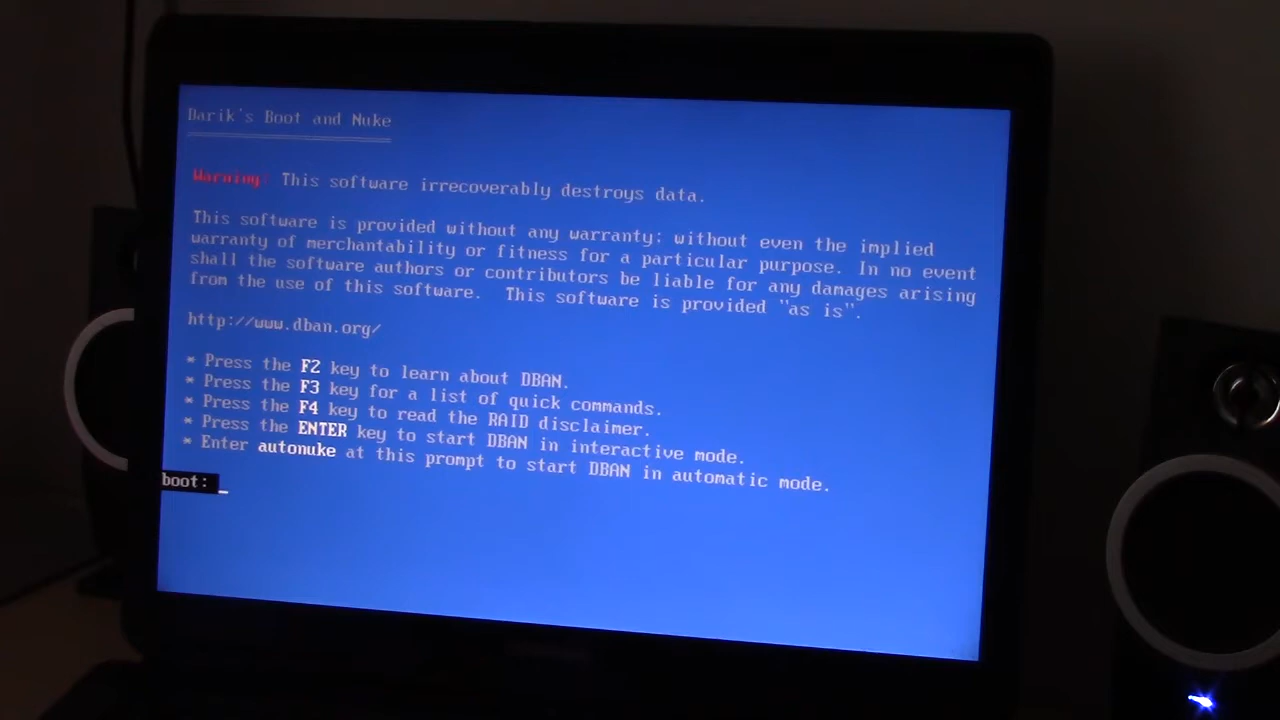 Darik's Boot and Nuke
Warning: This software irrecoverably destroys data.
This software is provided without any warranty; without even the implied
warranty of merchantability or fitness for a particular purpose. In no event
shall the software authors or contributors be liable for any damages arising
from the use of this software.  This software is provided "as is".
http://www.dban.org/
* Press the F2 key to learn about DBAN.
* Press the F3 key for a list of quick commands.
* Press the F4 key to read the RAID disclaimer.
* Press the ENTER key to start DBAN in interactive mode.
* Enter autonuke at this prompt to start DBAN in automatic mode.
boot: _